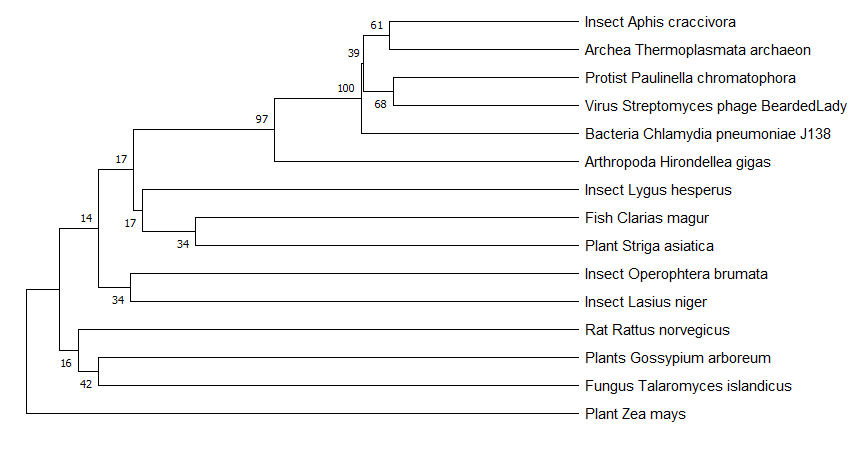 61
Insect Aphis craccivora
39
Archea Thermoplasmata archaeon
Protist Paulinella chromatophora
100
68
Virus Streptomyces phage BeardedLady
97
Bacteria Chlamydia pneumoniae J138
17
Arthropoda Hirondellea gigas
Insect Lygus hesperus
14
17
Fish Clarias magur
34
Plant Striga asiatica
Insect Operophtera brumata
34
Insect Lasius niger
Rat Rattus norvegicus
16
Plants Gossypium arboreum
42
Fungus Talaromyces islandicus
Plant Zea mays